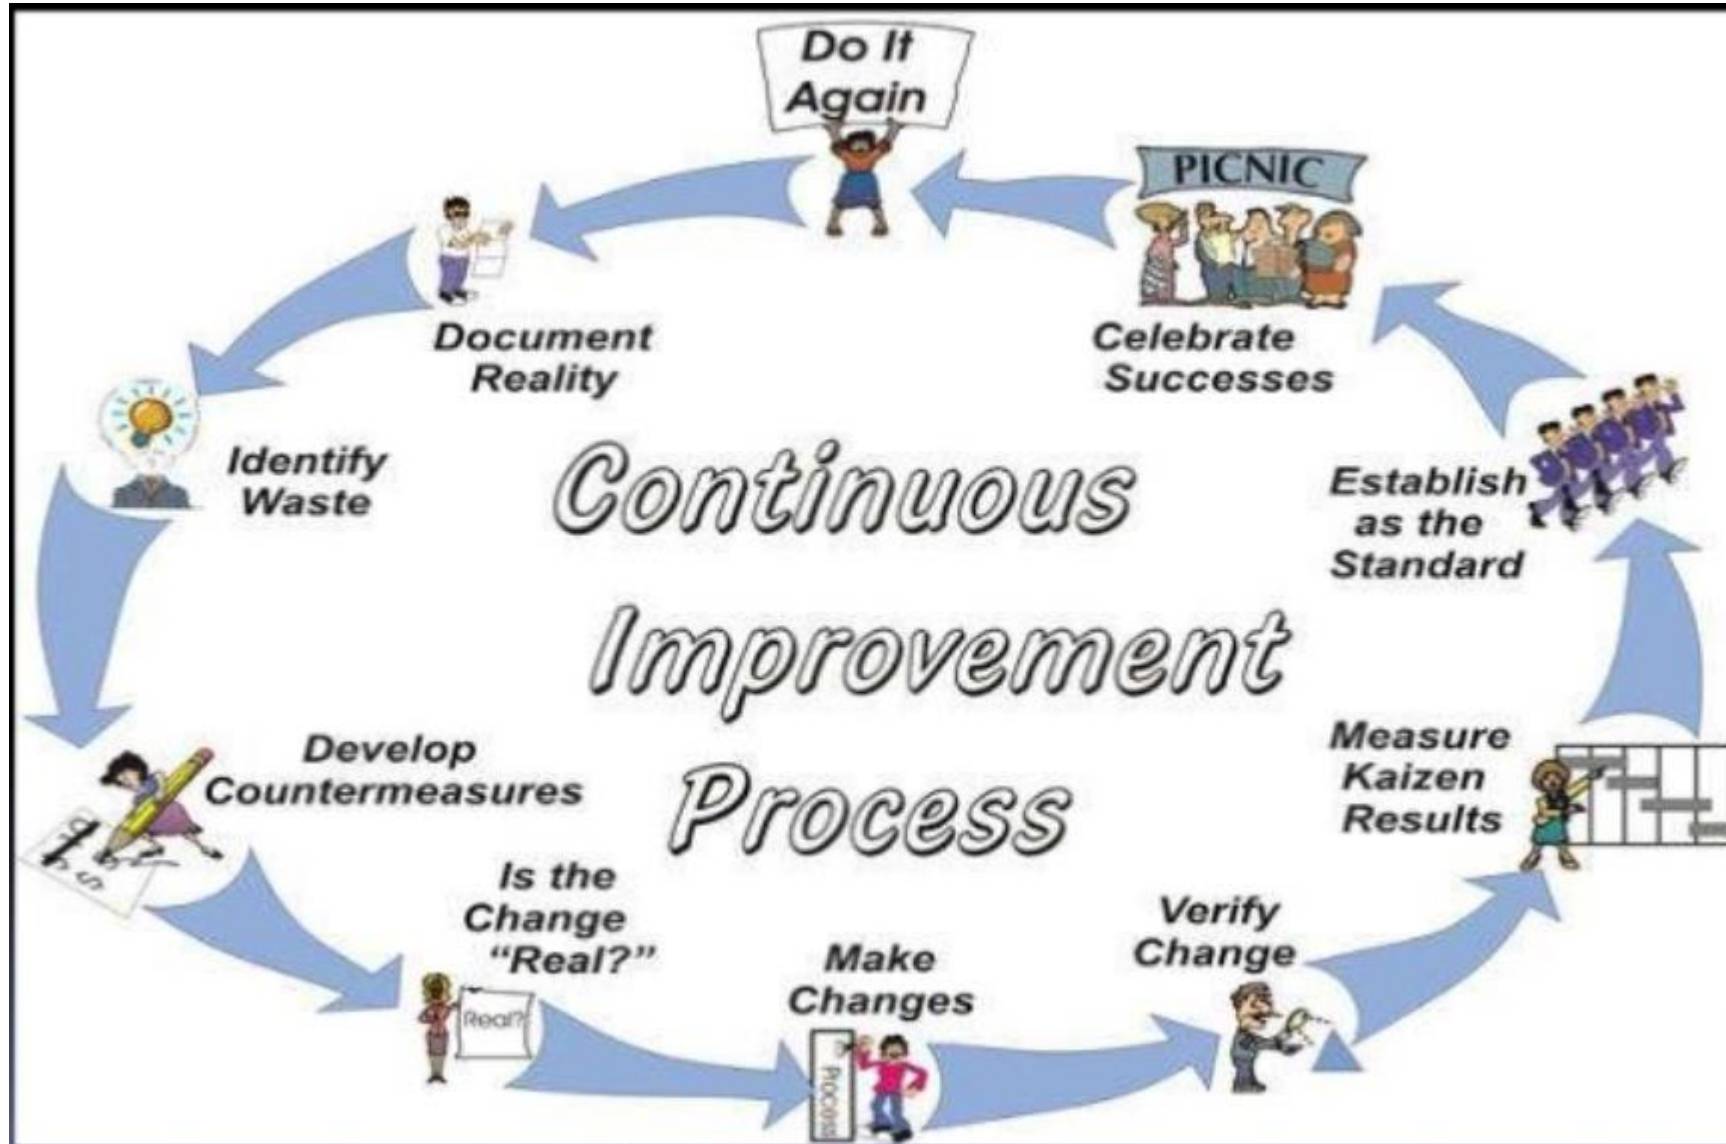 Do It
Again
PICNIC
Celebrate
Successes
Document
Reality
Identify
Waste
Continuous
Improvement
Process
Establish
as the
Standard
Develop
Countermeasures
Is the
Change
“Real?”
Real?
Make
Changes
Process
Verify
Change
Measure
Kaizen
Results